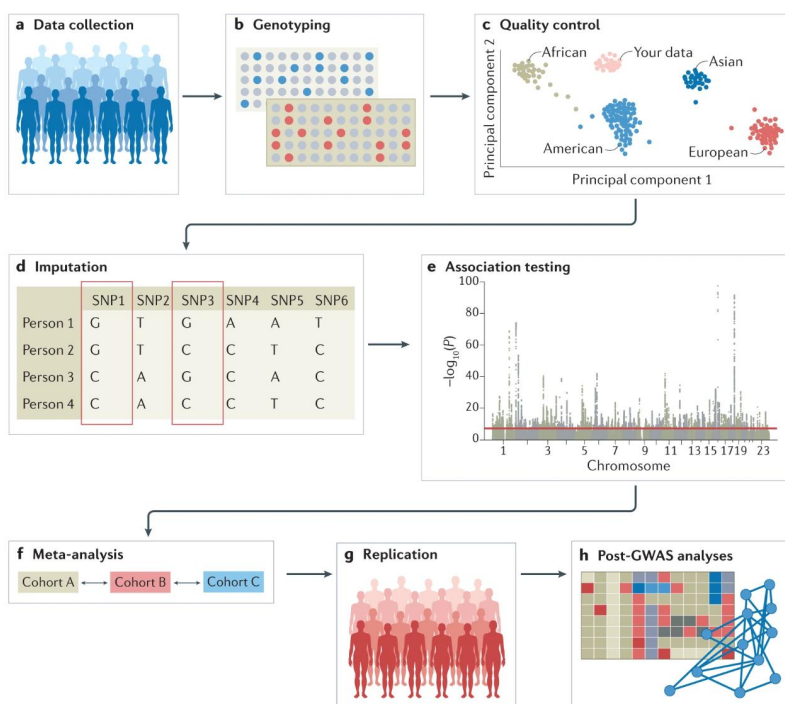 a Data collection
b Genotyping
c Quality control
African
Your data
Asian
American
European
Principal component 2
Principal component 1
d Imputation
SNP1 SNP2 SNP3 SNP4 SNP5 SNP6
Person 1 G T G A A T
Person 2 G T C C T C
Person 3 C A G C A C
Person 4 C A C C T C
e Association testing
100
80
60
40
20
0
–log10(P)
1 3 5 7 9 11 13 15 17 19 23
Chromosome
f Meta-analysis
Cohort A Cohort B Cohort C
g Replication
h Post-GWAS analyses